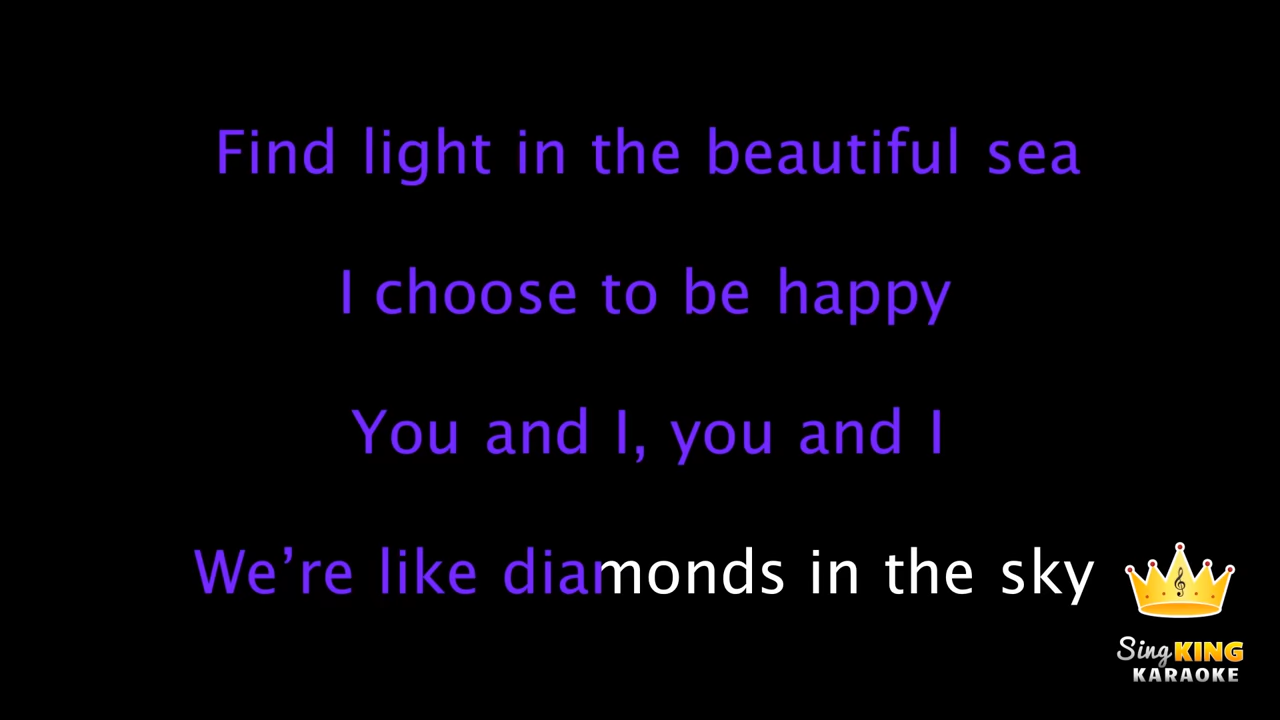 Find light in the beautiful sea
I choose to be happy
You and I, you and I
We’re like diamonds in the sky
Sing KING
KARAOKE